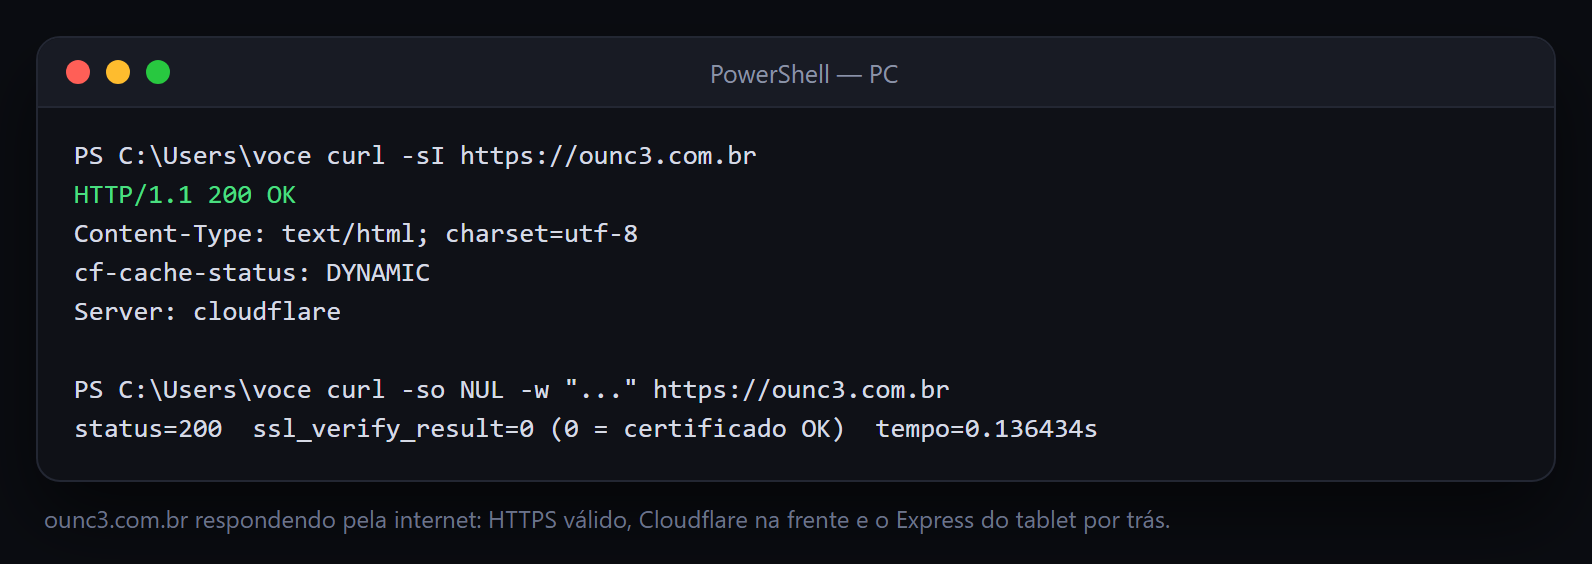 PowerShell — PC
PS C:\Users\voce curl -sI https://ounc3.com.br
HTTP/1.1 200 OK
Content-Type: text/html; charset=utf-8
cf-cache-status: DYNAMIC
Server: cloudflare
PS C:\Users\voce curl -so NUL -w "..." https://ounc3.com.br
status=200  ssl_verify_result=0 (0 = certificado OK)  tempo=0.136434s
ounc3.com.br respondendo pela internet: HTTPS válido, Cloudflare na frente e o Express do tablet por trás.